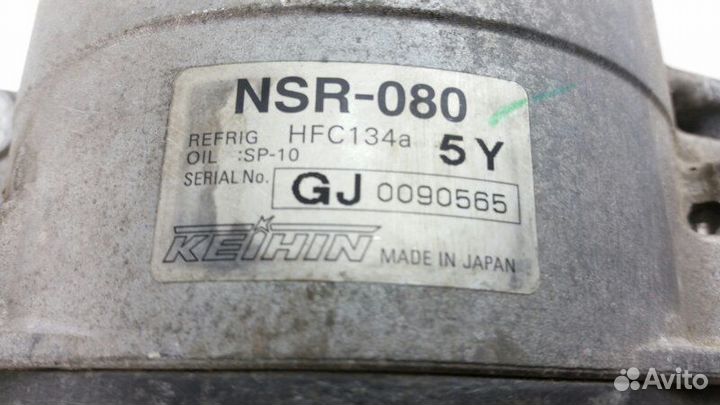 NSR-080
REFRIG HFC134a
OIL :SP-10 5Y
SERIAL No. GJ 0090565
KEIHIN MADE IN JAPAN
Avito